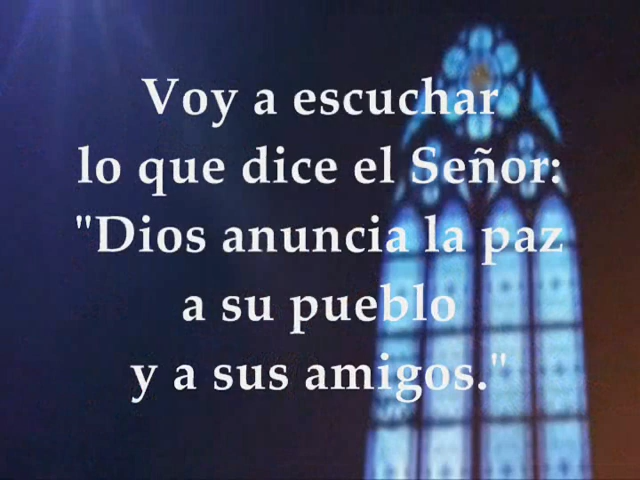 Voy a escuchar
lo que dice el Señor:
"Dios anuncia la paz
a su pueblo
y a sus amigos."